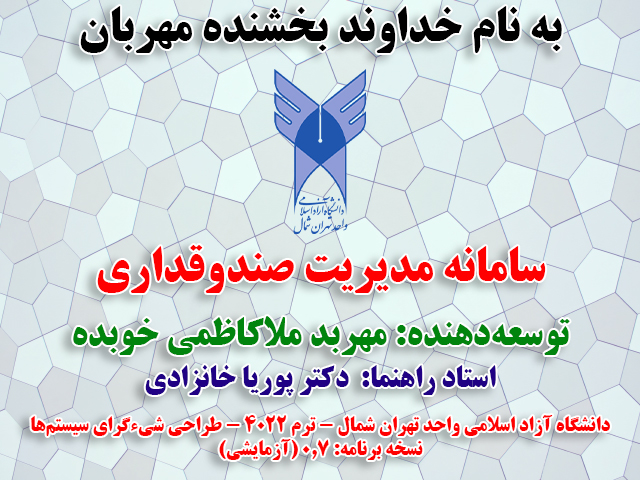 به نام خداوند بخشنده مهربان
دانشگاه آزاد اسلامی
واحد تهران شمال
سامانه مدیریت صندوقداری
توسعه‌دهنده: مهربد ملاکاظمی خوبده
استاد راهنما: دکتر پوریا خانزادی
دانشگاه آزاد اسلامی واحد تهران شمال – ترم ۴۰۲۲ – طراحی شیءگرای سیستم‌ها
نسخه برنامه: ۰٫۷ (آزمایشی)